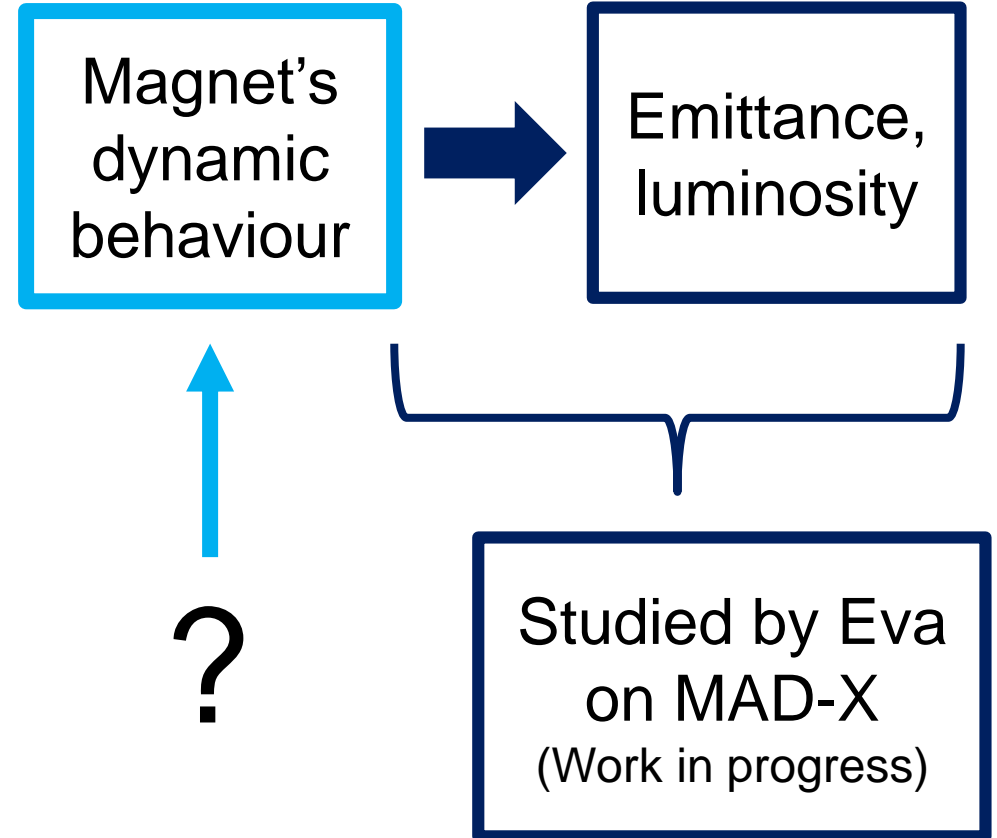 Magnet’s
dynamic
behaviour
Emittance,
luminosity
?
Studied by Eva
on MAD-X
(Work in progress)